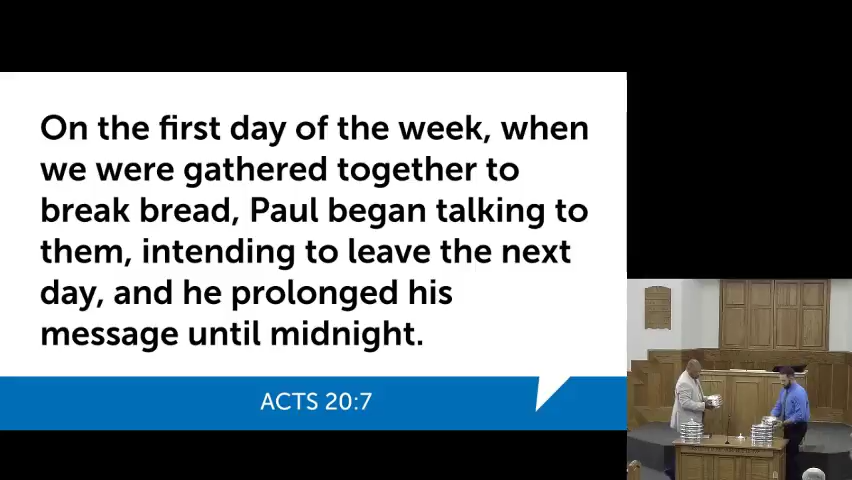 On the first day of the week, when
we were gathered together to
break bread, Paul began talking to
them, intending to leave the next
day, and he prolonged his
message until midnight.
ACTS 20:7